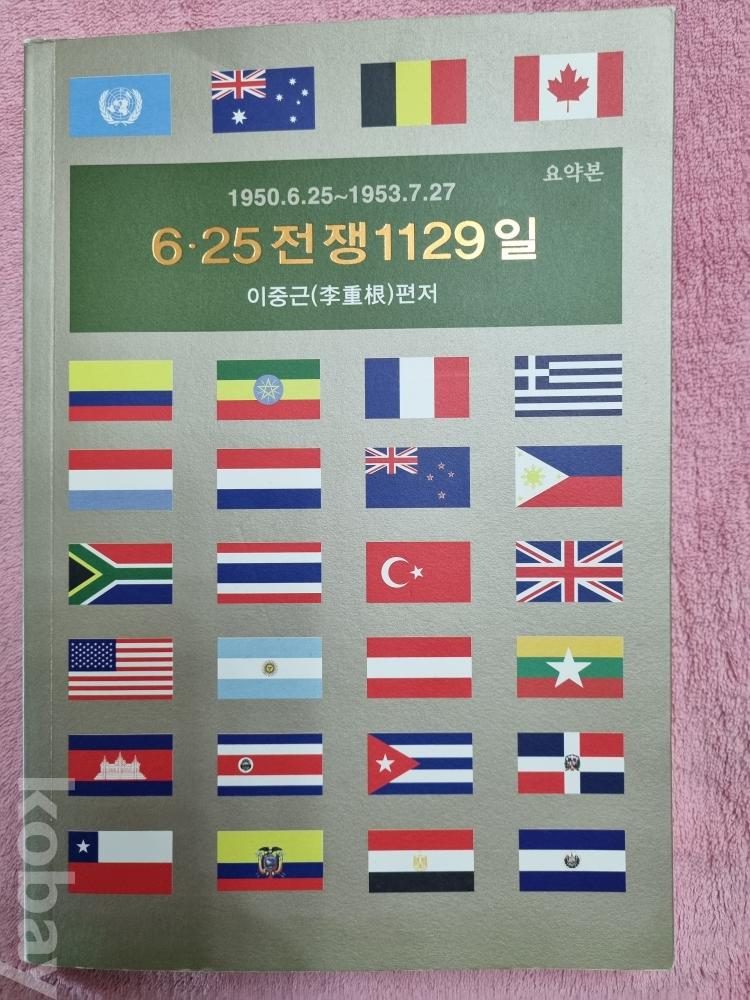 요약본
1950.6.25~1953.7.27
6·25 전쟁 1129일
이중근(李重根)편저
kobay